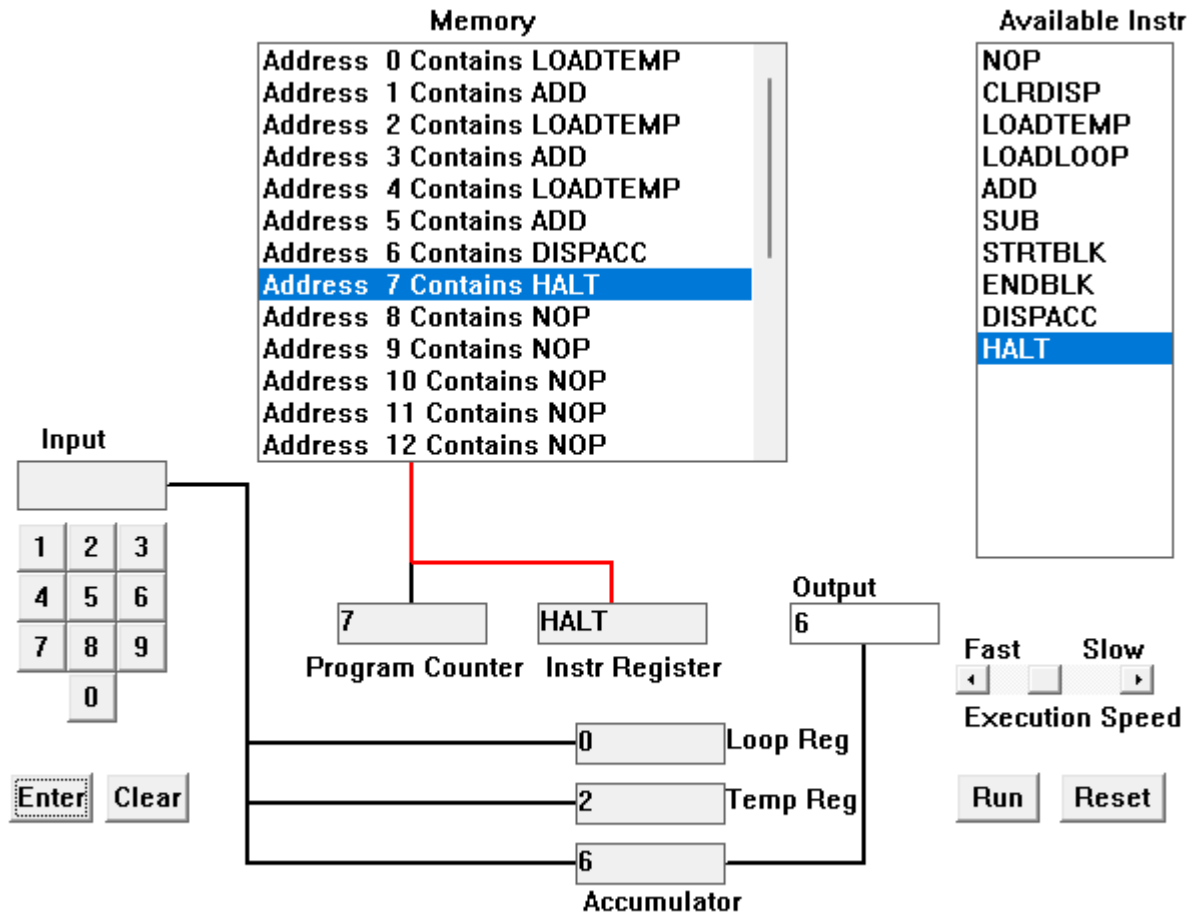 Memory
Available Instr
Address 0 Contains LOADTEMP
Address 1 Contains ADD
Address 2 Contains LOADTEMP
Address 3 Contains ADD
Address 4 Contains LOADTEMP
Address 5 Contains ADD
Address 6 Contains DISPACC
Address 7 Contains HALT
Address 8 Contains NOP
Address 9 Contains NOP
Address 10 Contains NOP
Address 11 Contains NOP
Address 12 Contains NOP
NOP
CLRDISP
LOADTEMP
LOADLOOP
ADD
SUB
STRTBLK
ENDBLK
DISPACC
HALT
Input
1 2 3
4 5 6
7 8 9
0
Enter Clear
7
Program Counter
HALT
Instr Register
Output
6
Fast Slow
Execution Speed
0 Loop Reg
2 Temp Reg
6
Accumulator
Run Reset